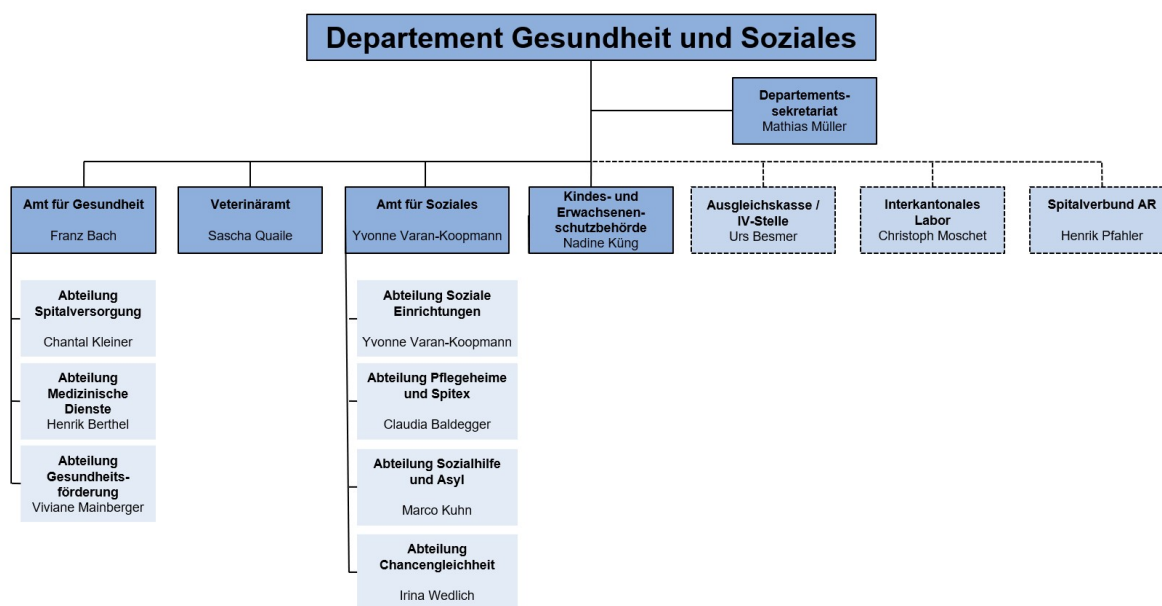 Departement Gesundheit und Soziales
Departements-
sekretariat
Mathias Müller
Amt für Gesundheit
Franz Bach
Veterinäramt
Sascha Quaile
Amt für Soziales
Yvonne Varan-Koopmann
Kindes- und
Erwachsenen-
schutzbehörde
Nadine Küng
Ausgleichskasse /
IV-Stelle
Urs Besmer
Interkantonales
Labor
Christoph Moschet
Spitalverbund AR
Henrik Pfahler
Abteilung
Spitalversorgung
Chantal Kleiner
Abteilung
Medizinische
Dienste
Henrik Berthel
Abteilung
Gesundheits-
förderung
Viviane Mainberger
Abteilung Soziale
Einrichtungen
Yvonne Varan-Koopmann
Abteilung Pflegeheime
und Spitex
Claudia Baldegger
Abteilung Sozialhilfe
und Asyl
Marco Kuhn
Abteilung
Chancengleichheit
Irina Wedlich